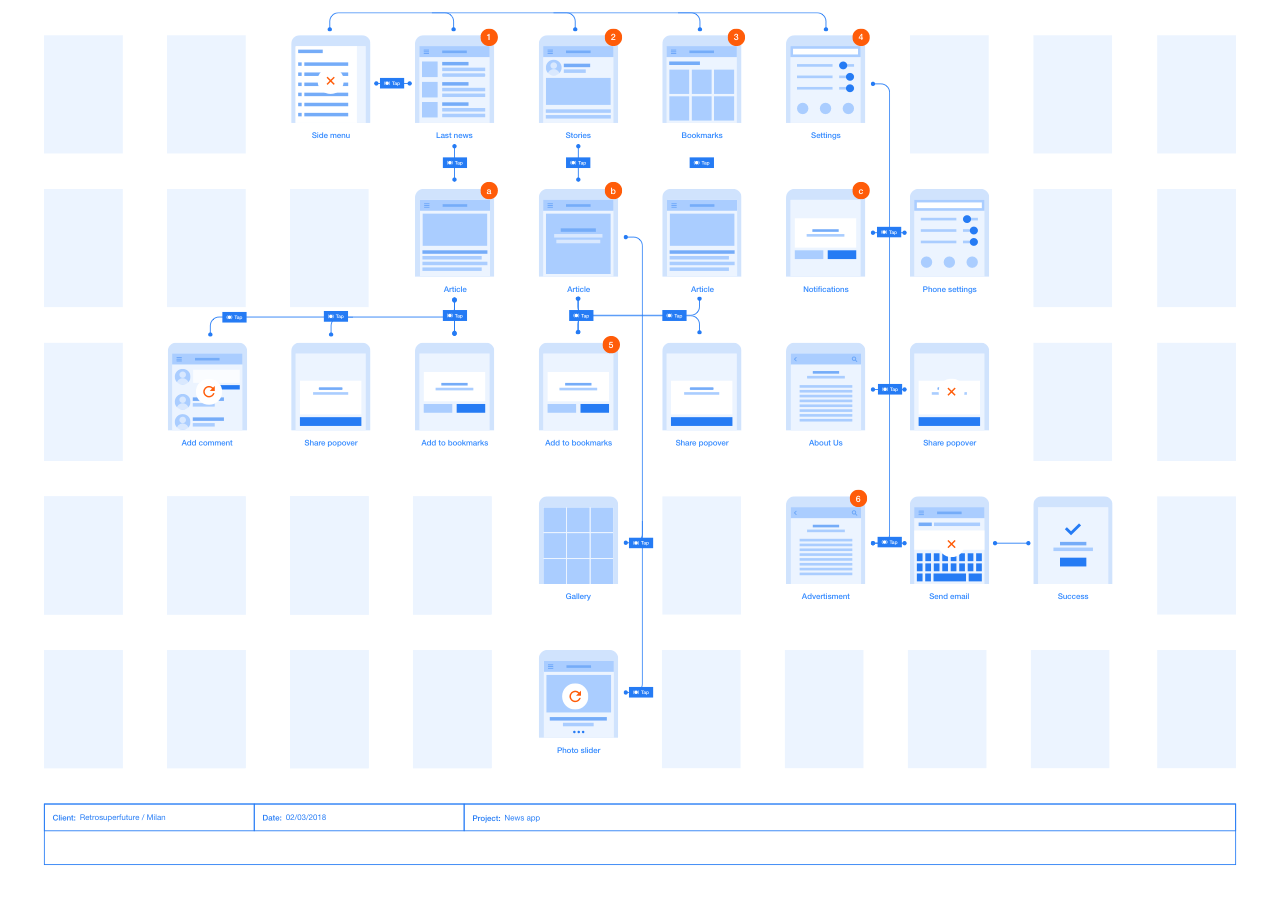 1
2
3
4
Tap
Side menu
Last news
Stories
Bookmarks
Settings
Tap
Tap
Tap
a
b
c
Tap
Article
Article
Article
Notifications
Phone settings
Tap
Tap
Tap
Tap
Tap
5
Tap
Add comment
Share popover
Add to bookmarks
Add to bookmarks
Share popover
About Us
Share popover
6
Tap
Tap
Gallery
Advertisment
Send email
Success
Tap
Photo slider
Client: Retrosuperfuture / Milan
Date: 02/03/2018
Project: News app